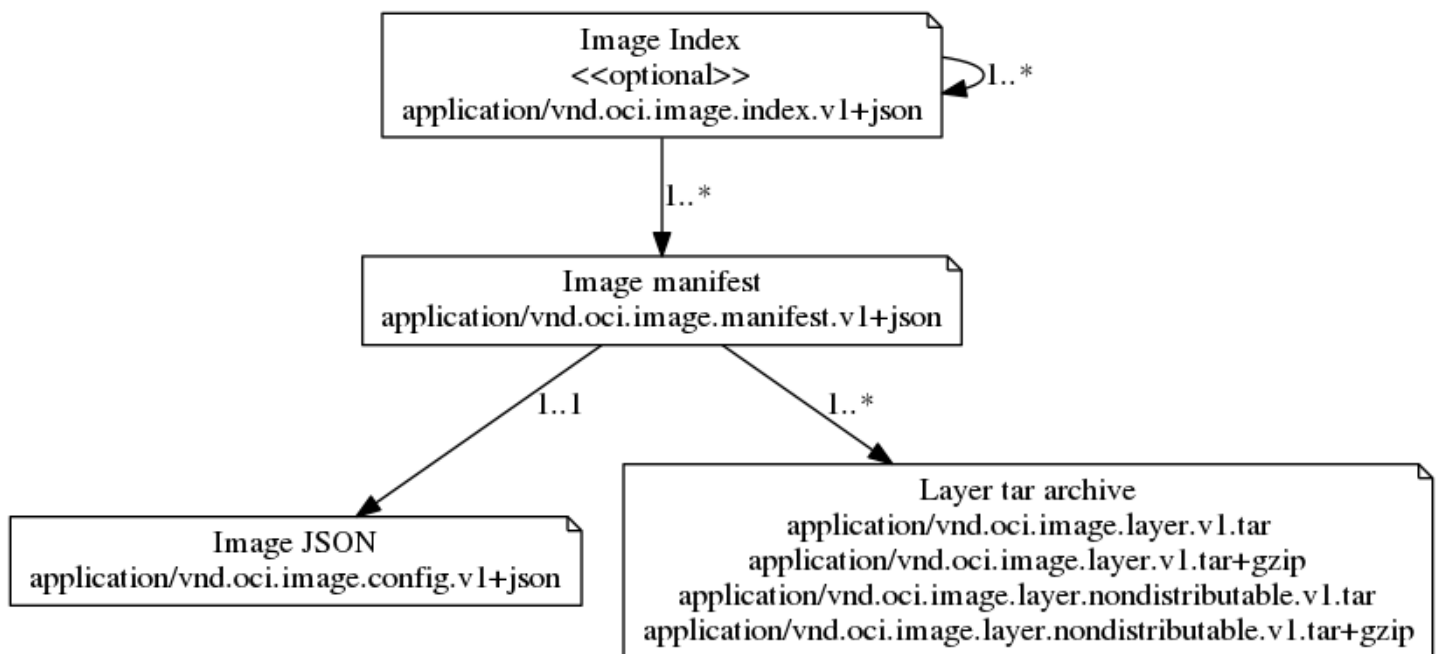 Image Index
<<optional>>
application/vnd.oci.image.index.v1+json
1..*
1..*
Image manifest
application/vnd.oci.image.manifest.v1+json
1..1
1..*
Image JSON
application/vnd.oci.image.config.v1+json
Layer tar archive
application/vnd.oci.image.layer.v1.tar
application/vnd.oci.image.layer.v1.tar+gzip
application/vnd.oci.image.layer.nondistributable.v1.tar
application/vnd.oci.image.layer.nondistributable.v1.tar+gzip